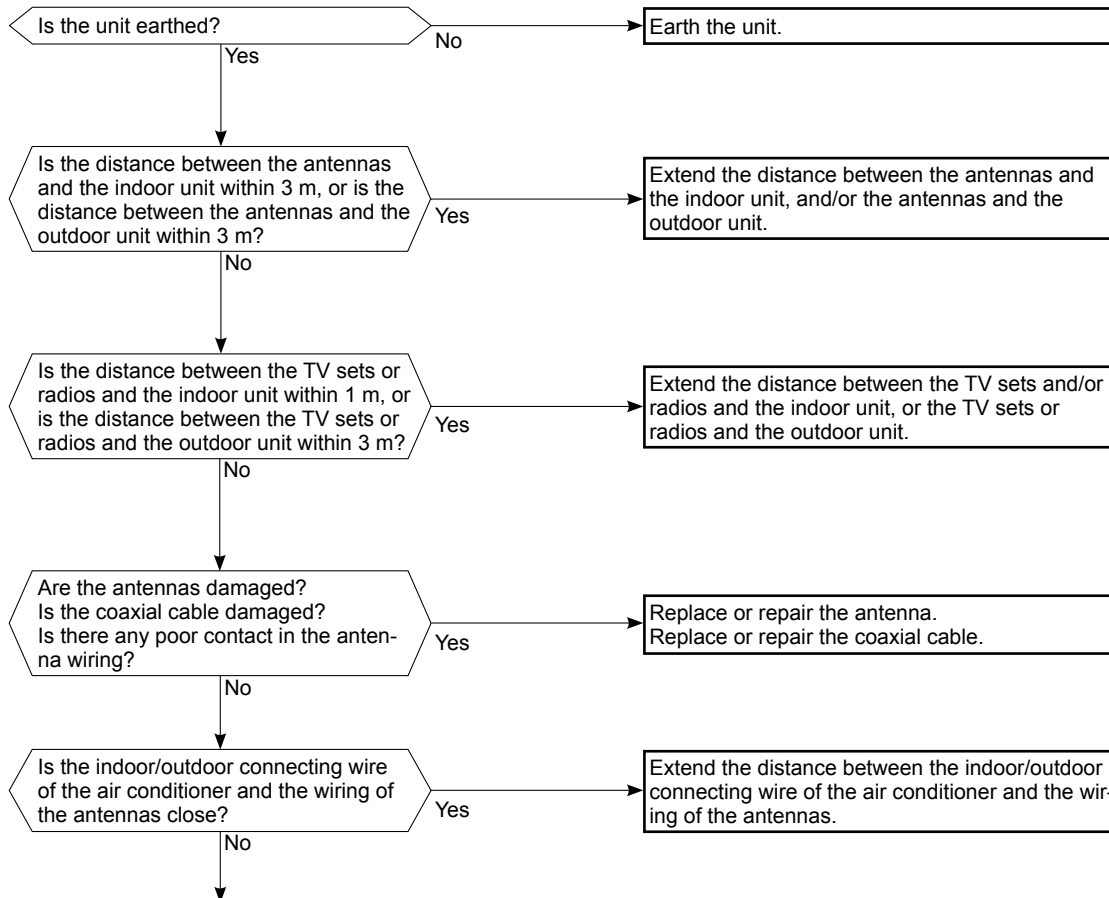 Is the unit earthed?
No
Earth the unit.
Yes
Is the distance between the antennas
and the indoor unit within 3 m, or is the
distance between the antennas and the
outdoor unit within 3 m?
Yes
Extend the distance between the antennas and
the indoor unit, and/or the antennas and the
outdoor unit.
No
Is the distance between the TV sets or
radios and the indoor unit within 1 m, or
is the distance between the TV sets or
radios and the outdoor unit within 3 m?
Yes
Extend the distance between the TV sets and/or
radios and the indoor unit, or the TV sets or
radios and the outdoor unit.
No
Are the antennas damaged?
Is the coaxial cable damaged?
Is there any poor contact in the anten-
na wiring?
Yes
Replace or repair the antenna.
Replace or repair the coaxial cable.
No
Is the indoor/outdoor connecting wire
of the air conditioner and the wiring of
the antennas close?
Yes
Extend the distance between the indoor/outdoor
connecting wire of the air conditioner and the wir-
ing of the antennas.
No